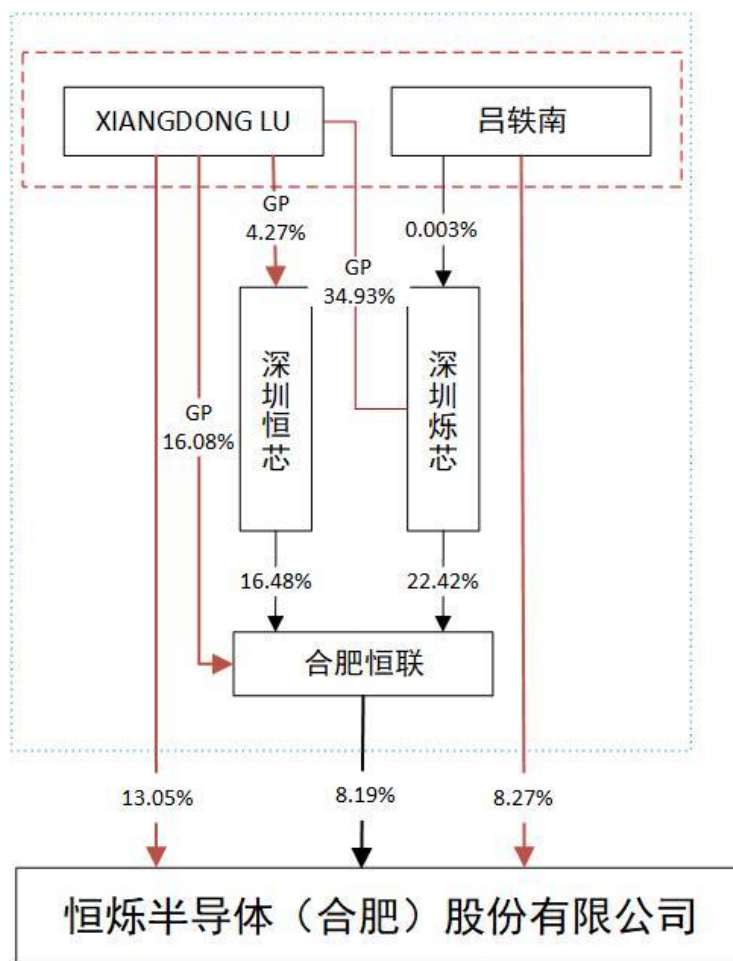 XIANGDONG LU
吕轶南
GP
4.27%
0.003%
GP
34.93%
深圳恒芯
深圳烁芯
GP
16.08%
16.48%
22.42%
合肥恒联
13.05%
8.19%
8.27%
恒烁半导体（合肥）股份有限公司